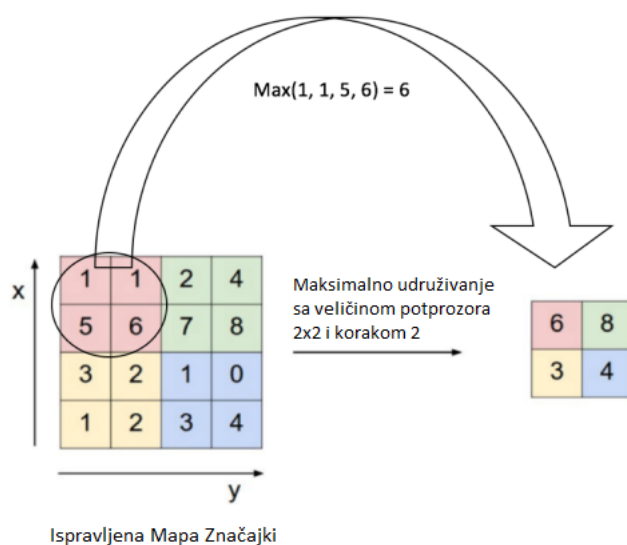 Max(1, 1, 5, 6) = 6
x
1 1 2 4
5 6 7 8
3 2 1 0
1 2 3 4
y
Maksimalno udruživanje
sa veličinom potprozora
2x2 i korakom 2
6 8
3 4
Ispravljena Mapa Značajki